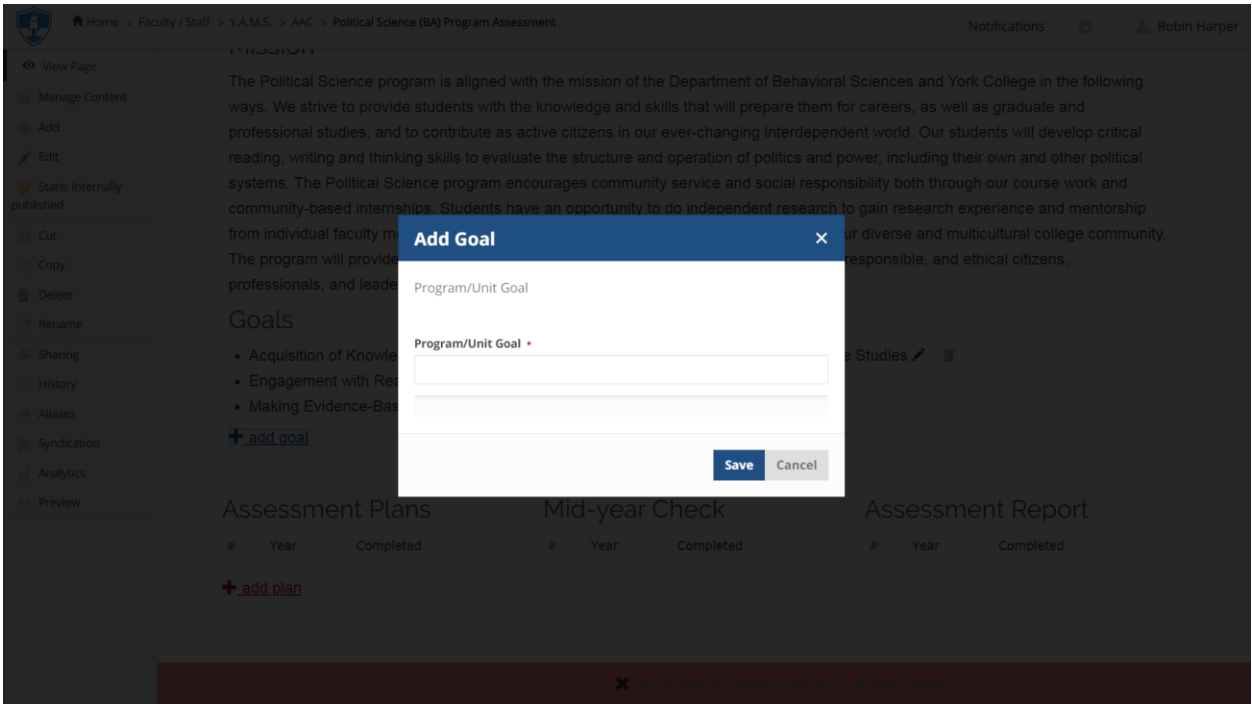 Home > Faculty / Staff > Y.A.M.S. > AAC > Political Science (BA) Program Assessment
Notifications
Robin Harper
View Page
Manage Content
Add
Edit
State: Internally
published
Cut
Copy
Delete
Rename
Sharing
History
Aliases
Syndication
Analytics
Preview
Mission
The Political Science program is aligned with the mission of the Department of Behavioral Sciences and York College in the following
ways. We strive to provide students with the knowledge and skills that will prepare them for careers, as well as graduate and
professional studies, and to contribute as active citizens in our ever-changing interdependent world. Our students will develop critical
reading, writing and thinking skills to evaluate the structure and operation of politics and power, including their own and other political
systems. The Political Science program encourages community service and social responsibility both through our course work and
community-based internships. Students have an opportunity to do independent research to gain research experience and mentorship
from individual faculty m ur diverse and multicultural college community.
The program will provide responsible, and ethical citizens,
professionals, and leade
Goals
Acquisition of Knowle e Studies
Engagement with Rea
Making Evidence-Bas
add goal
Add Goal
×
Program/Unit Goal
Program/Unit Goal •
Save Cancel
Assessment Plans Mid-year Check Assessment Report
# Year Completed # Year Completed # Year Completed
add plan